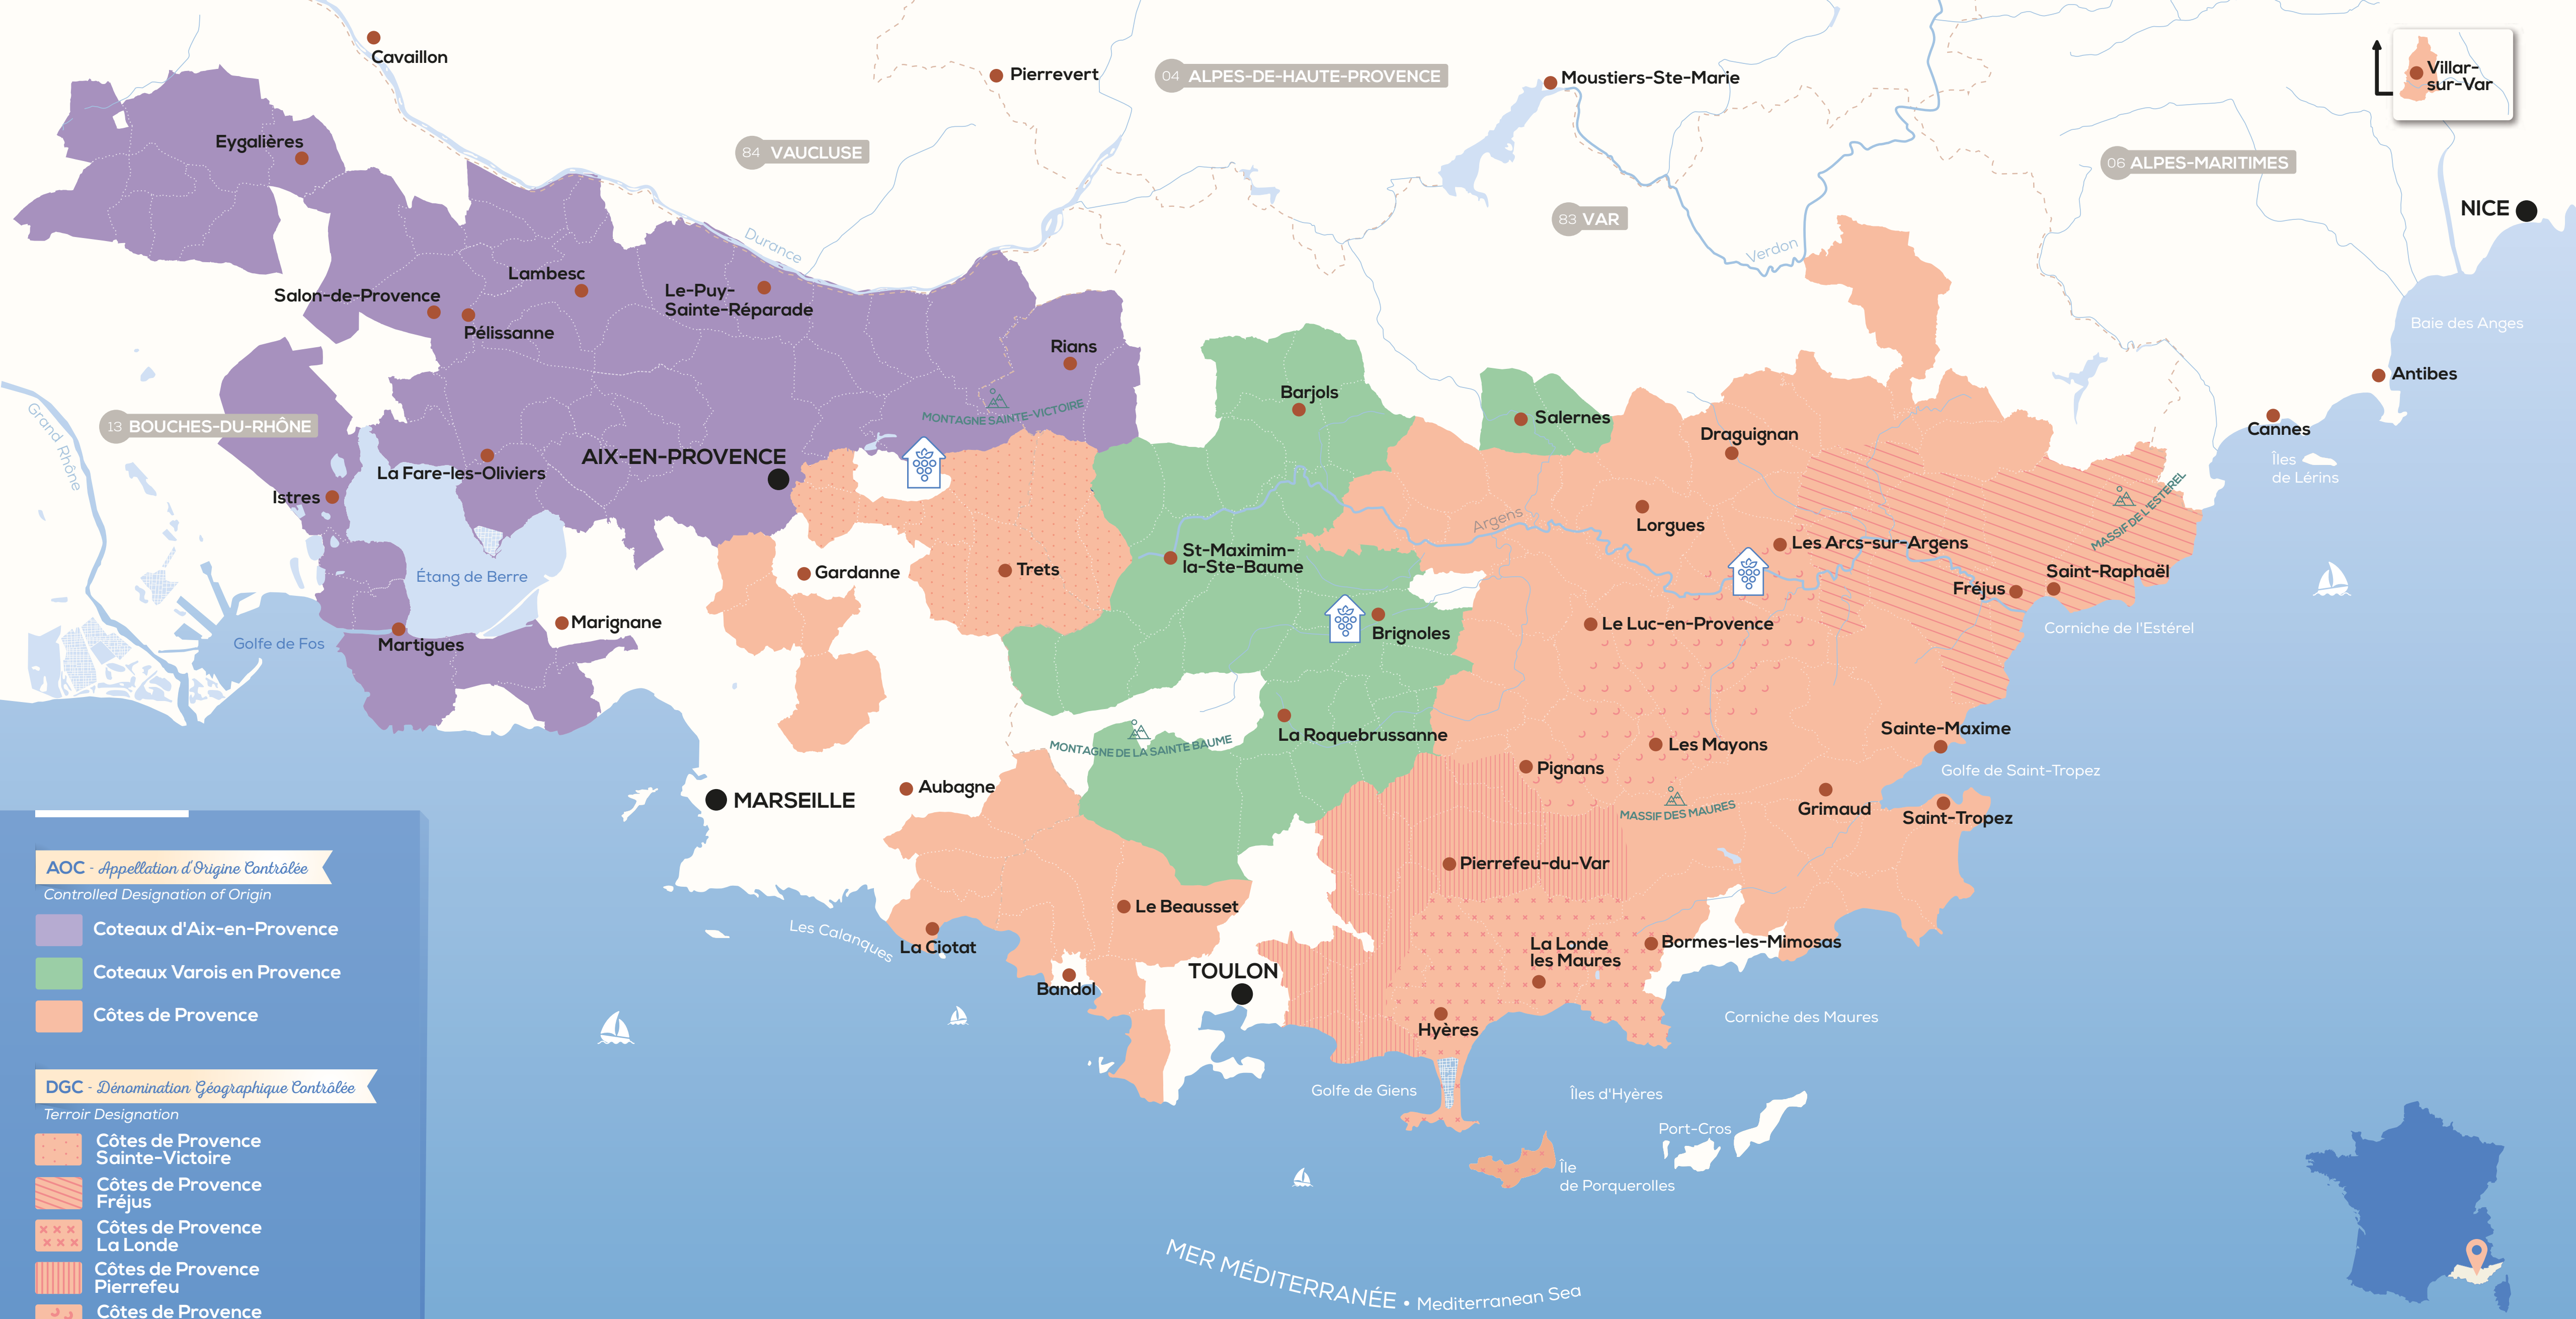 Cavaillon
Pierrevert
04 ALPES-DE-HAUTE-PROVENCE
Moustiers-Ste-Marie
Villar-
sur-Var
Eygalières
84 VAUCLUSE
06 ALPES-MARITIMES
83 VAR
NICE
Durance
Verdon
Lambesc
Salon-de-Provence
Le-Puy-
Sainte-Réparade
Pélissanne
Baie des Anges
Rians
Antibes
Barjols
MONTAGNE SAINTE-VICTOIRE
Salernes
Grand Rhône
13 BOUCHES-DU-RHÔNE
Draguignan
Cannes
AIX-EN-PROVENCE
La Fare-les-Oliviers
Îles
de Lérins
Istres
MASSIF DE L'ESTEREL
Argens
Lorgues
Les Arcs-sur-Argens
St-Maximim-
la-Ste-Baume
Étang de Berre
Gardanne
Trets
Saint-Raphaël
Fréjus
Marignane
Brignoles
Le Luc-en-Provence
Corniche de l'Estérel
Golfe de Fos
Martigues
La Roquebrussanne
Sainte-Maxime
MONTAGNE DE LA SAINTE BAUME
Les Mayons
Pignans
Golfe de Saint-Tropez
Aubagne
MARSEILLE
Grimaud
MASSIF DES MAURES
Saint-Tropez
Pierrefeu-du-Var
Le Beausset
Les Calanques
La Ciotat
La Londe
les Maures
Bormes-les-Mimosas
TOULON
Bandol
Hyères
Corniche des Maures
Golfe de Giens
Îles d'Hyères
Port-Cros
Île
de Porquerolles
MER MÉDITERRANÉE • Mediterranean Sea
AOC - Appellation d'Origine Contrôlée
Controlled Designation of Origin
Coteaux d'Aix-en-Provence
Coteaux Varois en Provence
Côtes de Provence
DGC - Dénomination Géographique Contrôlée
Terroir Designation
Côtes de Provence
Sainte-Victoire
Côtes de Provence
Fréjus
Côtes de Provence
La Londe
Côtes de Provence
Pierrefeu
Côtes de Provence